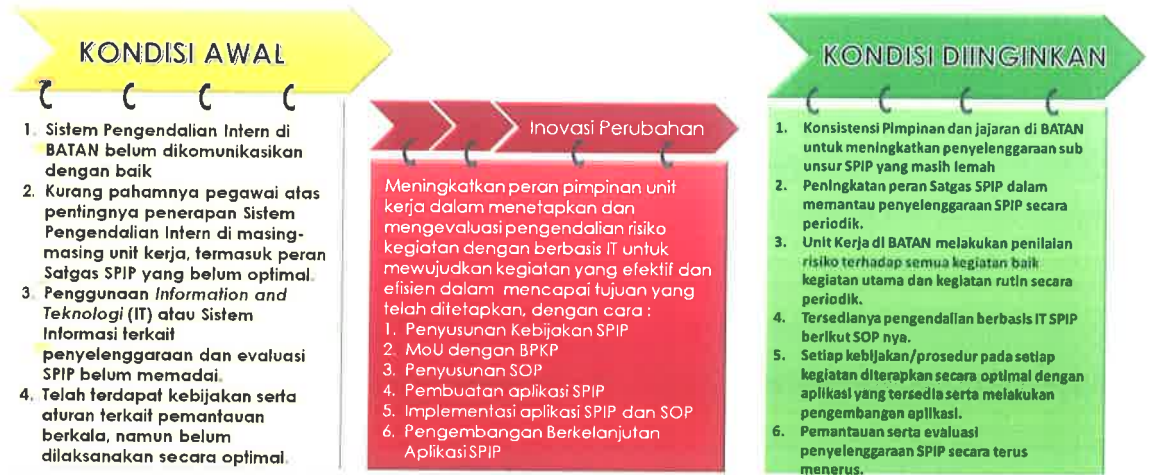 KONDISI AWAL
1. Sistem Pengendalian Intern di
BATAN belum dikomunikasikan
dengan baik
2. Kurang pahamnya pegawai atas
pentingnya penerapan Sistem
Pengendalian Intern di masing-
masing unit kerja, termasuk peran
Satgas SPIP yang belum optimal.
3. Penggunaan Information and
Teknologi (IT) atau Sistem
Informasi terkait
penyelenggaraan dan evaluasi
SPIP belum memadai.
4. Telah terdapat kebijakan serta
aturan terkait pemantauan
berkala, namun belum
dilaksanakan secara optimal.
Inovasi Perubahan
Meningkatkan peran pimpinan unit
kerja dalam menetapkan dan
mengevaluasi pengendalian risiko
kegiatan dengan berbasis IT untuk
mewujudkan kegiatan yang efektif dan
efisien dalam mencapai tujuan yang
telah ditetapkan, dengan cara :
1. Penyusunan Kebijakan SPIP
2. MoU dengan BPKP
3. Penyusunan SOP
4. Pembuatan aplikasi SPIP
5. Implementasi aplikasi SPIP dan SOP
6. Pengembangan Berkelanjutan
Aplikasi SPIP
KONDISI DIINGINKAN
1. Konsistensi Pimpinan dan jajaran di BATAN
untuk meningkatkan penyelenggaraan sub
unsur SPIP yang masih lemah
2. Peningkatan peran Satgas SPIP dalam
memantau penyelenggaraan SPIP secara
periodik.
3. Unit Kerja di BATAN melakukan penilaian
risiko terhadap semua kegiatan baik
kegiatan utama dan kegiatan rutin secara
periodik.
4. Tersedianya pengendalian berbasis IT SPIP
berikut SOP nya.
5. Setiap kebijakan/prosedur pada setiap
kegiatan diterapkan secara optimal dengan
aplikasi yang tersedia serta melakukan
pengembangan aplikasi.
6. Pemantauan serta evaluasi
penyelenggaraan SPIP secara terus
menerus.